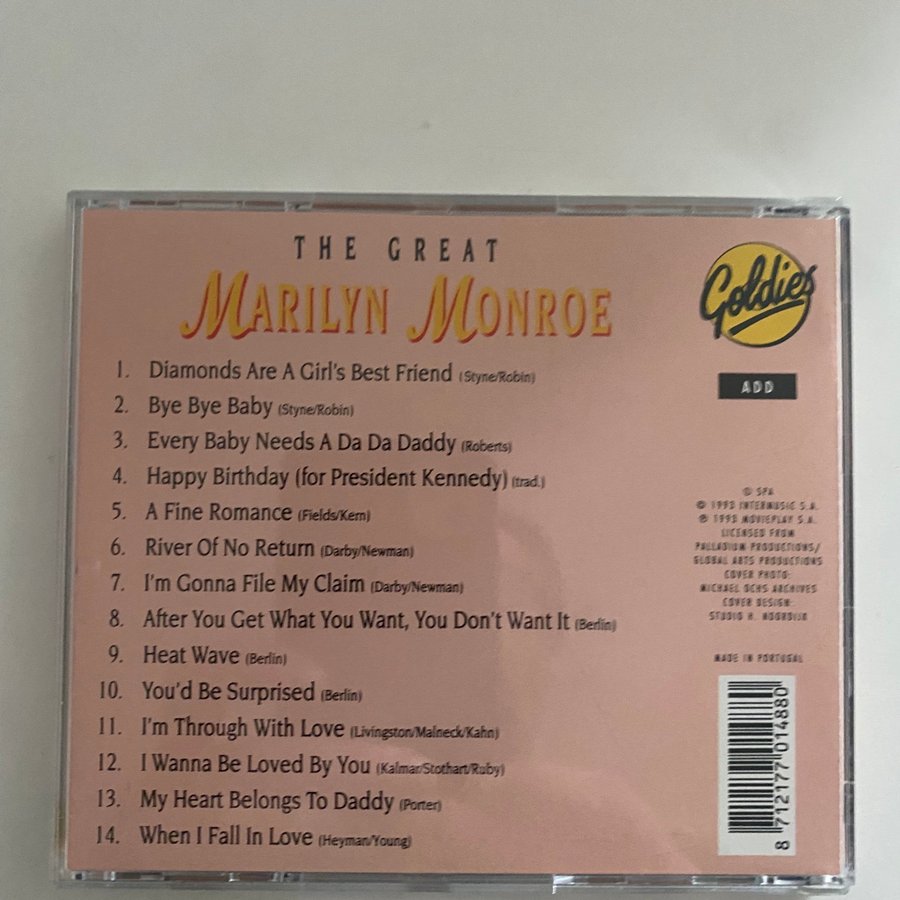 THE GREAT
MARILYN MONROE
Goldies
ADD
1. Diamonds Are A Girl's Best Friend (Styne/Robin)
2. Bye Bye Baby (Styne/Robin)
3. Every Baby Needs A Da Da Daddy (Roberts)
4. Happy Birthday (for President Kennedy) (trad.)
5. A Fine Romance (Fields/Kern)
6. River Of No Return (Darby/Newman)
7. I'm Gonna File My Claim (Darby/Newman)
8. After You Get What You Want, You Don't Want It (Berlin)
9. Heat Wave (Berlin)
10. You'd Be Surprised (Berlin)
11. I'm Through With Love (Livingston/Malneck/Kahn)
12. I Wanna Be Loved By You (Kalmar/Stothart/Ruby)
13. My Heart Belongs To Daddy (Porter)
14. When I Fall In Love (Heyman/Young)
SPA
© 1993 INTERMUSIC S.A.
℗ 1993 MOVIEPLAY S.A.
LICENSED FROM
PALLADIUM PRODUCTIONS/
GLOBAL ARTS PRODUCTIONS
COVER PHOTO:
MICHAEL OCHS ARCHIVES
COVER DESIGN:
STUDIO R. NOORDIJK
MADE IN PORTUGAL
8 712177 014880